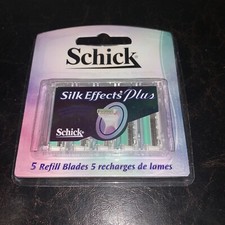 Schick
Silk Effects Plus
Schick
5 Refill Blades 5 recharges de lames